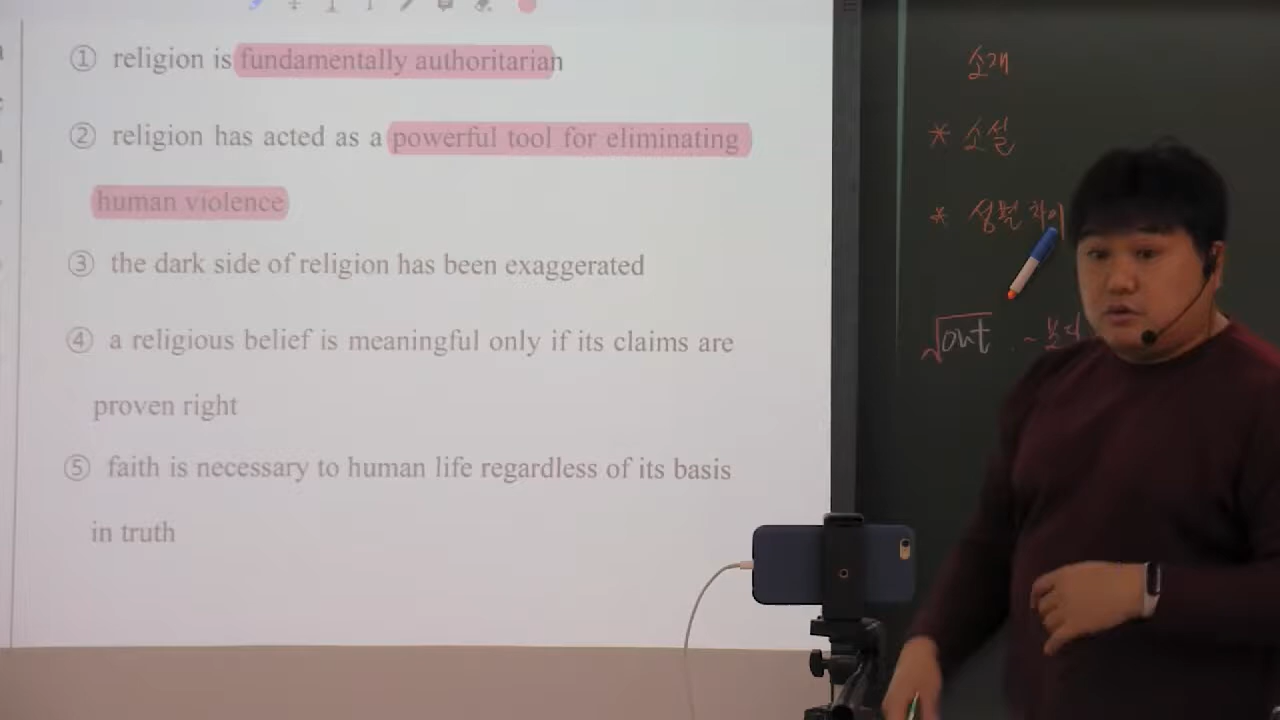 ① religion is fundamentally authoritarian
② religion has acted as a powerful tool for eliminating
human violence
③ the dark side of religion has been exaggerated
④ a religious belief is meaningful only if its claims are
proven right
⑤ faith is necessary to human life regardless of its basis
in truth
소개
* 소설
* 성별 차이
out ~보다